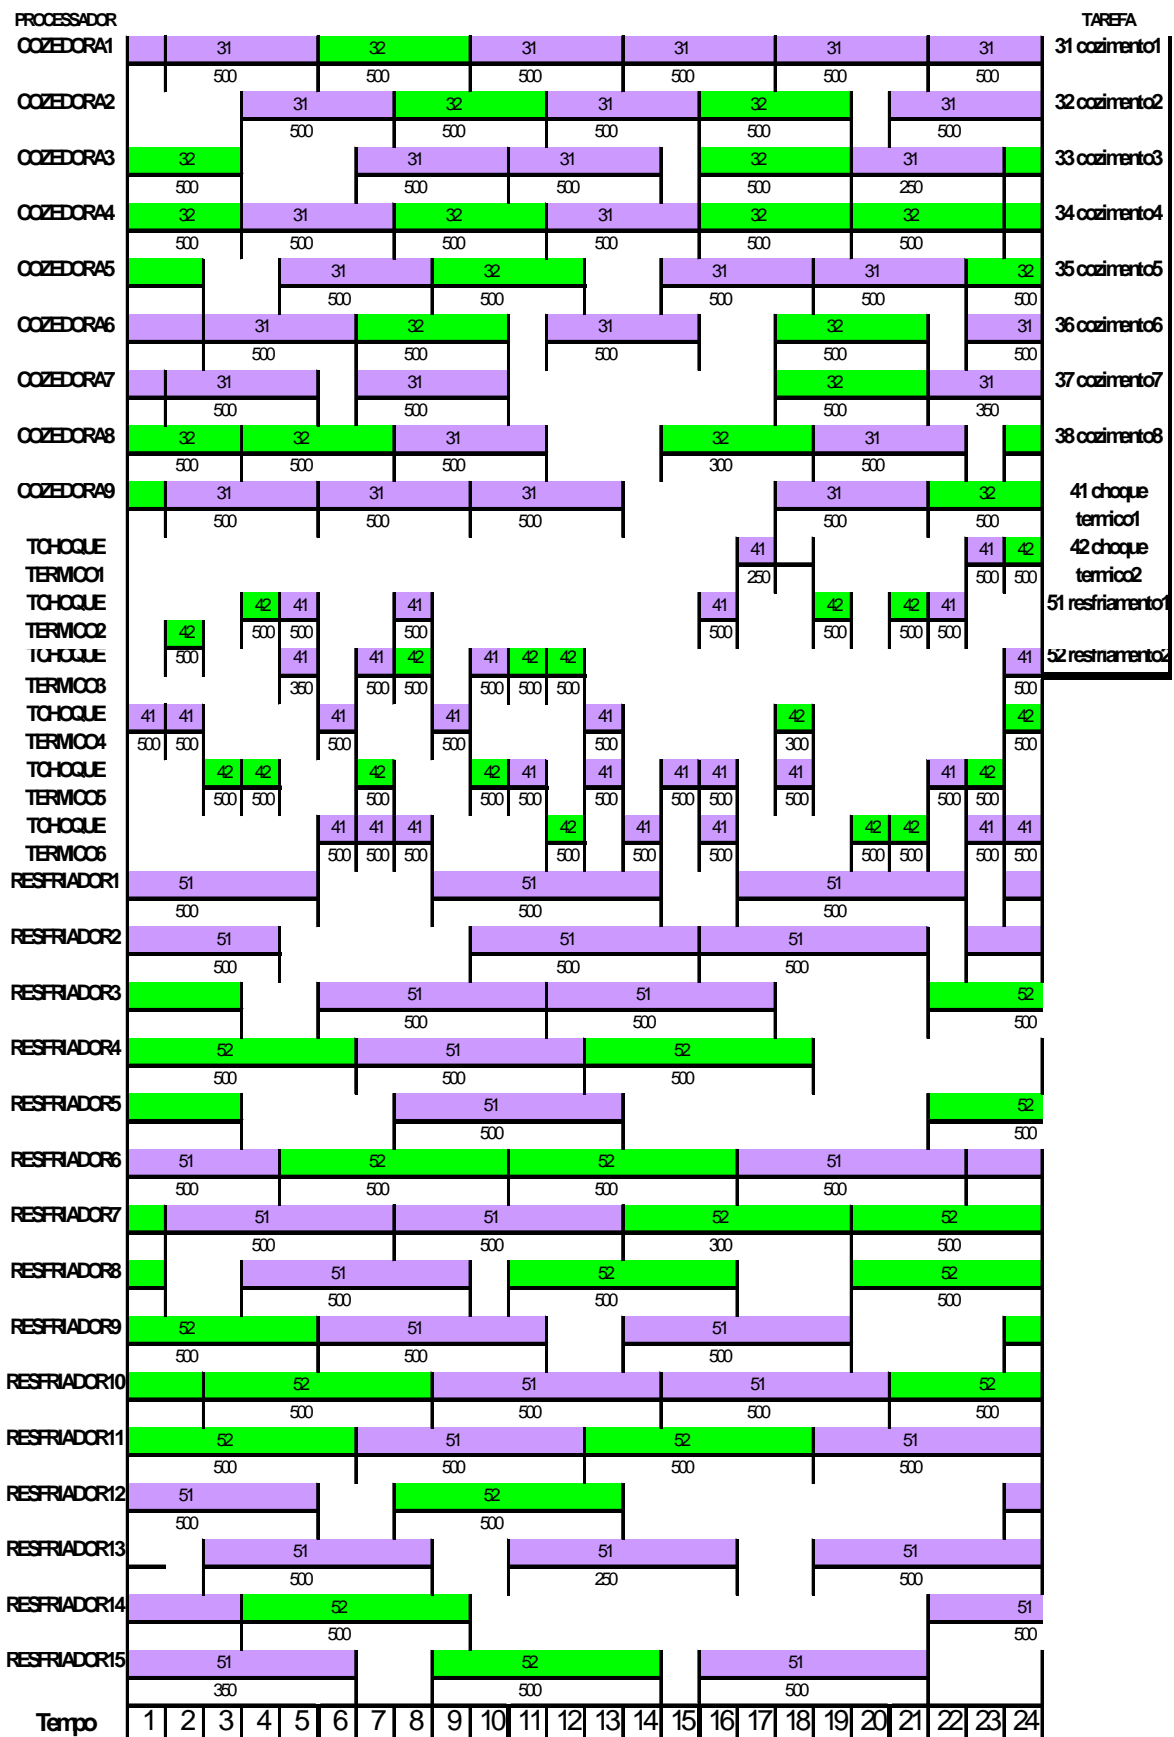 PROCESSADOR TAREFA
COZEDORA1 31 32 31 31 31 31 31 cozimento1
500 500 500 500 500 500
COZEDORA2 31 32 31 32 31 32 cozimento2
500 500 500 500 500
COZEDORA3 32 31 31 32 31 33 cozimento3
500 500 500 500 250
COZEDORA4 32 31 32 31 32 32 34 cozimento4
500 500 500 500 500 500
COZEDORA5 31 32 31 31 32 35 cozimento5
500 500 500 500 500
COZEDORA6 31 32 31 32 31 36 cozimento6
500 500 500 500 500
COZEDORA7 31 31 32 31 37 cozimento7
500 500 500 350
COZEDORA8 32 32 31 32 31 38 cozimento8
500 500 500 300 500
COZEDORA9 31 31 31 31 32 41 choque
500 500 500 500 500 termico1
TCHOQUE 41 41 42 42 choque
TERMICO1 250 500 500 termico2
TCHOQUE 42 41 41 41 42 42 41 51 resfriamento1
500 500 500 500 500 500 500
TERMICO2 42
500
TCHOQUE 41 41 42 41 42 42 41 52 resfriamento2
TERMICO3 350 500 500 500 500 500 500
TCHOQUE 41 41 41 41 41 42 42
TERMICO4 500 500 500 500 500 300 500
TCHOQUE 42 42 42 42 41 41 41 41 41 41 42
TERMICO5 500 500 500 500 500 500 500 500 500 500 500
TCHOQUE 41 41 41 42 41 41 42 42 41 41
TERMICO6 500 500 500 500 500 500 500 500 500 500
RESFRIADOR1 51 51 51
500 500 500
RESFRIADOR2 51 51 51
500 500 500
RESFRIADOR3 51 51 52
500 500 500
RESFRIADOR4 52 51 52
500 500 500
RESFRIADOR5 51 52
500 500
RESFRIADOR6 51 52 52 51
500 500 500 500
RESFRIADOR7 51 51 52 52
500 500 300 500
RESFRIADOR8 51 52 52
500 500 500
RESFRIADOR9 52 51 51
500 500 500
RESFRIADOR10 52 51 51 52
500 500 500 500
RESFRIADOR11 52 51 52 51
500 500 500 500
RESFRIADOR12 51 52
500 500
RESFRIADOR13 51 51 51
500 250 500
RESFRIADOR14 52 51
500 500
RESFRIADOR15 51 52 51
350 500 500
Tempo 1 2 3 4 5 6 7 8 9 10 11 12 13 14 15 16 17 18 19 20 21 22 23 24